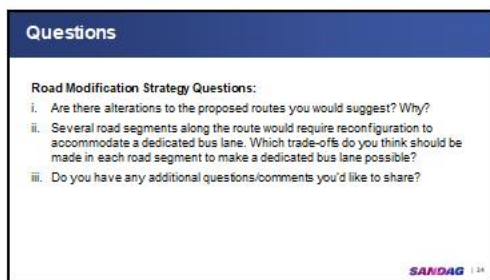 Questions
Road Modification Strategy Questions:
i. Are there alterations to the proposed routes you would suggest? Why?
ii. Several road segments along the route would require reconfiguration to
accommodate a dedicated bus lane. Which trade-offs do you think should be
made in each road segment to make a dedicated bus lane possible?
iii. Do you have any additional questions/comments you'd like to share?
SANDAG | 24